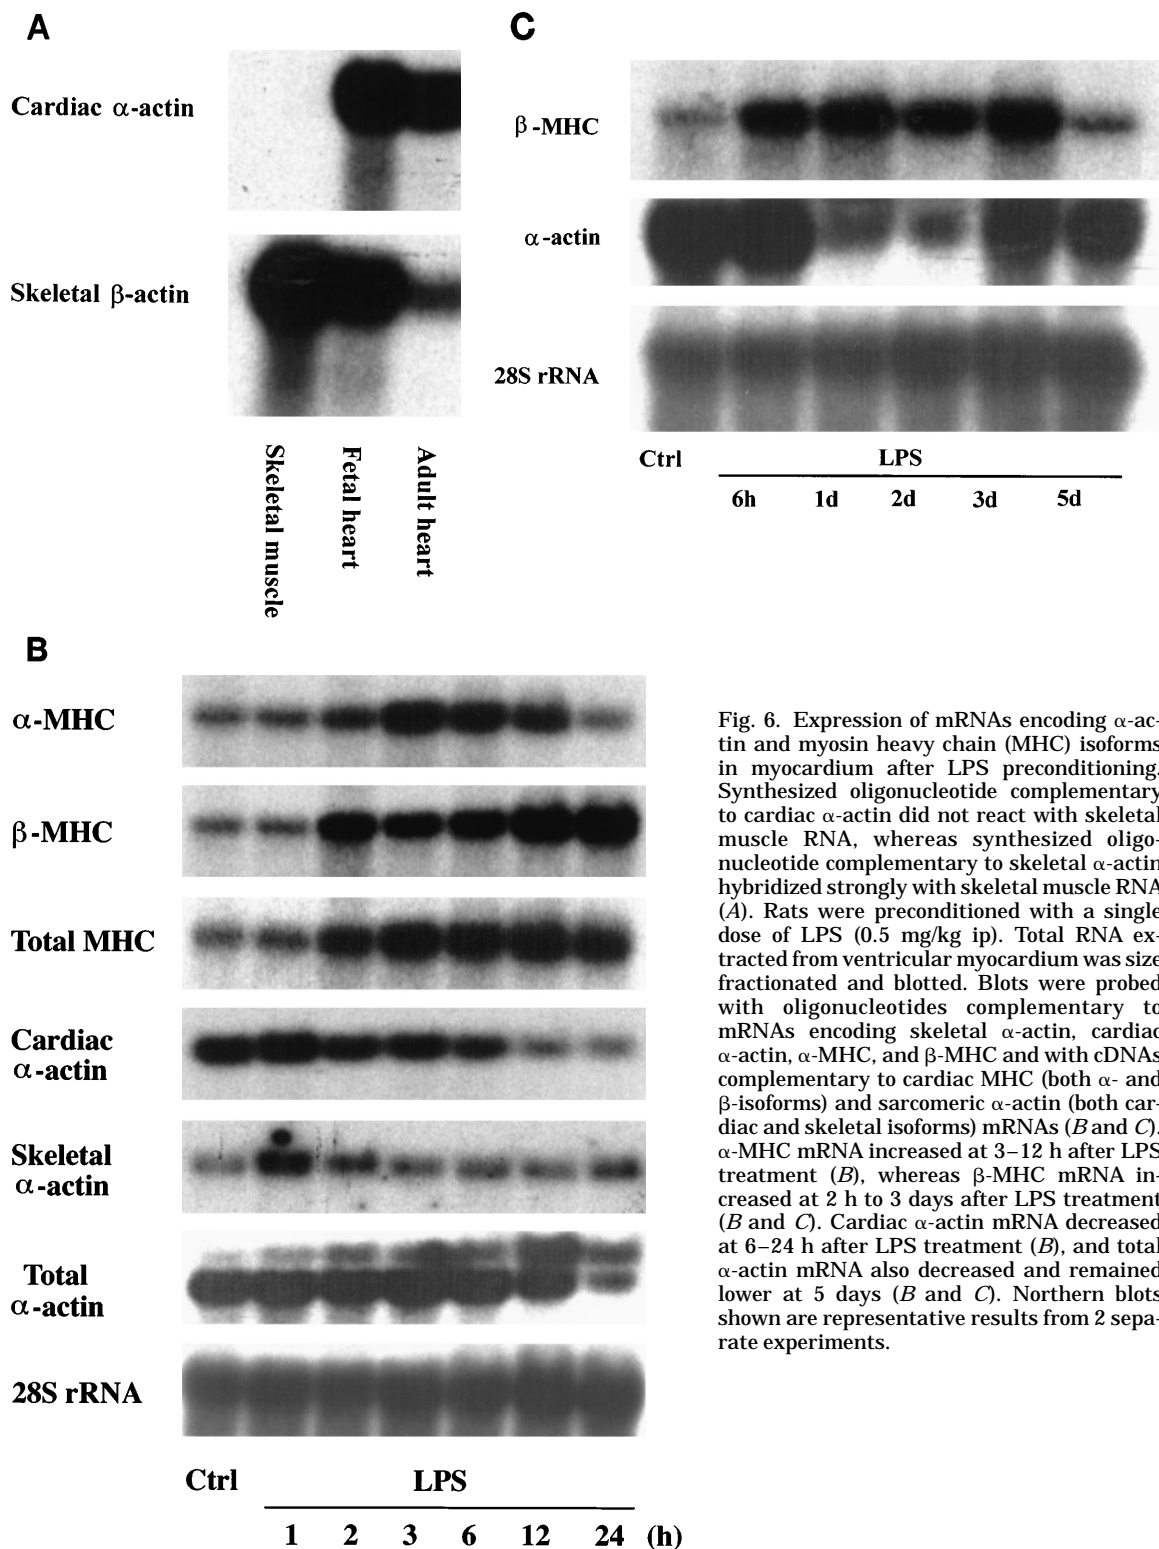 A
Cardiac α-actin
Skeletal β-actin
Skeletal muscle
Fetal heart
Adult heart
C
β-MHC
α-actin
28S rRNA
Ctrl
LPS
6h 1d 2d 3d 5d
B
α-MHC
β-MHC
Total MHC
Cardiac
α-actin
Skeletal
α-actin
Total
α-actin
28S rRNA
Ctrl
LPS
1 2 3 6 12 24 (h)
Fig. 6. Expression of mRNAs encoding α-ac-
tin and myosin heavy chain (MHC) isoforms
in myocardium after LPS preconditioning.
Synthesized oligonucleotide complementary
to cardiac α-actin did not react with skeletal
muscle RNA, whereas synthesized oligo-
nucleotide complementary to skeletal α-actin
hybridized strongly with skeletal muscle RNA
(A). Rats were preconditioned with a single
dose of LPS (0.5 mg/kg ip). Total RNA ex-
tracted from ventricular myocardium was size
fractionated and blotted. Blots were probed
with oligonucleotides complementary to
mRNAs encoding skeletal α-actin, cardiac
α-actin, α-MHC, and β-MHC and with cDNAs
complementary to cardiac MHC (both α- and
β-isoforms) and sarcomeric α-actin (both car-
diac and skeletal isoforms) mRNAs (B and C).
α-MHC mRNA increased at 3–12 h after LPS
treatment (B), whereas β-MHC mRNA in-
creased at 2 h to 3 days after LPS treatment
(B and C). Cardiac α-actin mRNA decreased
at 6–24 h after LPS treatment (B), and total
α-actin mRNA also decreased and remained
lower at 5 days (B and C). Northern blots
shown are representative results from 2 sepa-
rate experiments.